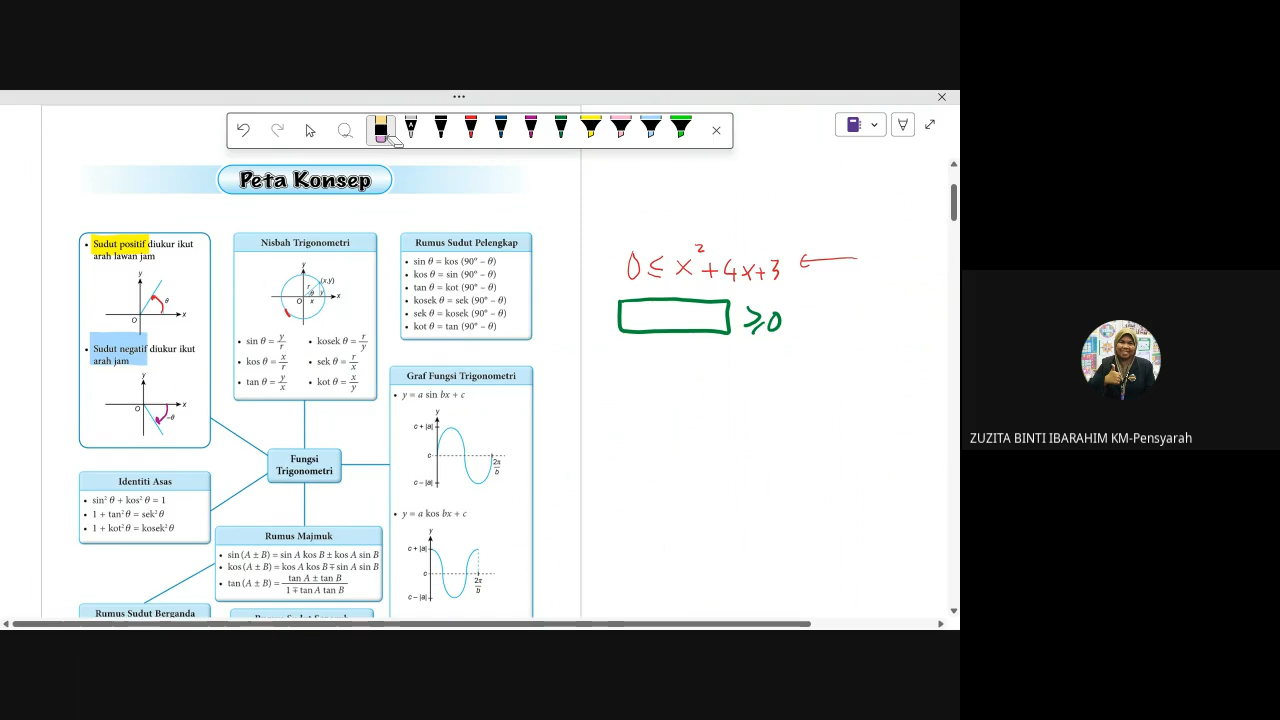 Peta Konsep
• Sudut positif diukur ikut
arah lawan jam
y
θ
O
x
• Sudut negatif diukur ikut
arah jam
y
O
x
–θ
Nisbah Trigonometri
y
(x,y)
r
y
θ
O
x
x
• sin θ = y/r
• kosek θ = r/y
• kos θ = x/r
• sek θ = r/x
• tan θ = y/x
• kot θ = x/y
Rumus Sudut Pelengkap
• sin θ = kos (90° – θ)
• kos θ = sin (90° – θ)
• tan θ = kot (90° – θ)
• kosek θ = sek (90° – θ)
• sek θ = kosek (90° – θ)
• kot θ = tan (90° – θ)
0 ≤ x² + 4x + 3
≥ 0
Graf Fungsi Trigonometri
• y = a sin bx + c
y
c + |a|
c
c – |a|
2π/b
• y = a kos bx + c
y
c + |a|
c
c – |a|
2π/b
Fungsi
Trigonometri
Identiti Asas
• sin² θ + kos² θ = 1
• 1 + tan² θ = sek² θ
• 1 + kot² θ = kosek² θ
Rumus Majmuk
• sin (A ± B) = sin A kos B ± kos A sin B
• kos (A ± B) = kos A kos B ∓ sin A sin B
• tan (A ± B) = (tan A ± tan B)/(1 ∓ tan A tan B)
Rumus Sudut Berganda
ZUZITA BINTI IBARAHIM KM-Pensyarah